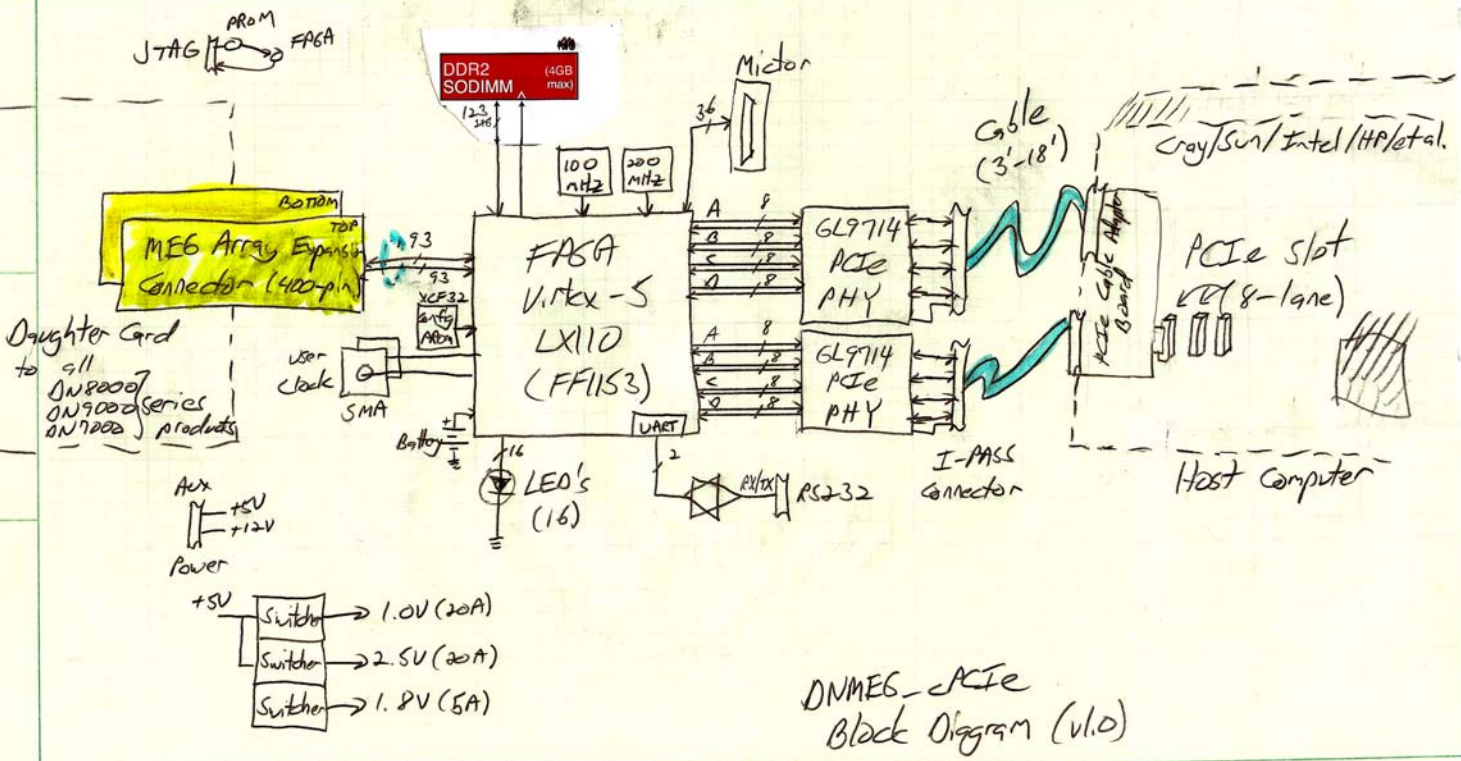 PROM
JTAG
FPGA
DDR2 (4GB
SODIMM max)
123
Mictor
36
Cable
(3'-18')
Cray/Sun/Intel/HP/etal.
100
MHz
200
MHz
BOTTOM
TOP
MEG Array Expansion
Connector (400-pin)
93
93
XCF32
Config
PROM
FPGA
Virtex-5
LX110
(FF1153)
UART
A 8
B 8
C 8
D 8
GL9714
PCIe
PHY
A 8
B 8
C 8
D 8
GL9714
PCIe
PHY
PCIe Cable Adapter
Board
PCIe slot
(8-lane)
Daughter Card
to all
DN8000
DN9000 series
DN7000 products
User
Clock
SMA
Battery
+
16
LED's
(16)
2
RX/TX
RS232
I-PASS
Connector
Host Computer
Aux
+5V
+12V
Power
+5V
Switcher 1.0V (20A)
Switcher 2.5V (20A)
Switcher 1.8V (5A)
DNMEG_cPCIe
Block Diagram (v1.0)